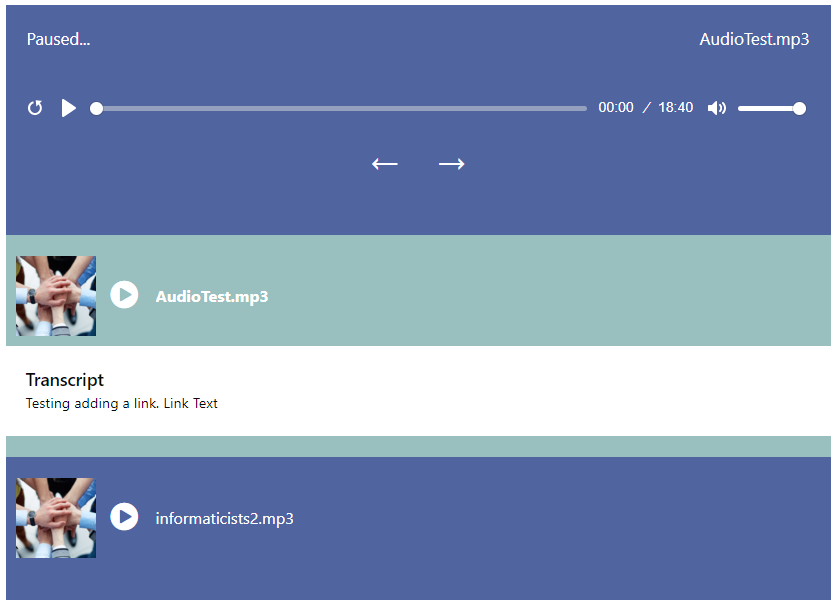 Paused... AudioTest.mp3
00:00 / 18:40
AudioTest.mp3
Transcript
Testing adding a link. Link Text
informaticists2.mp3